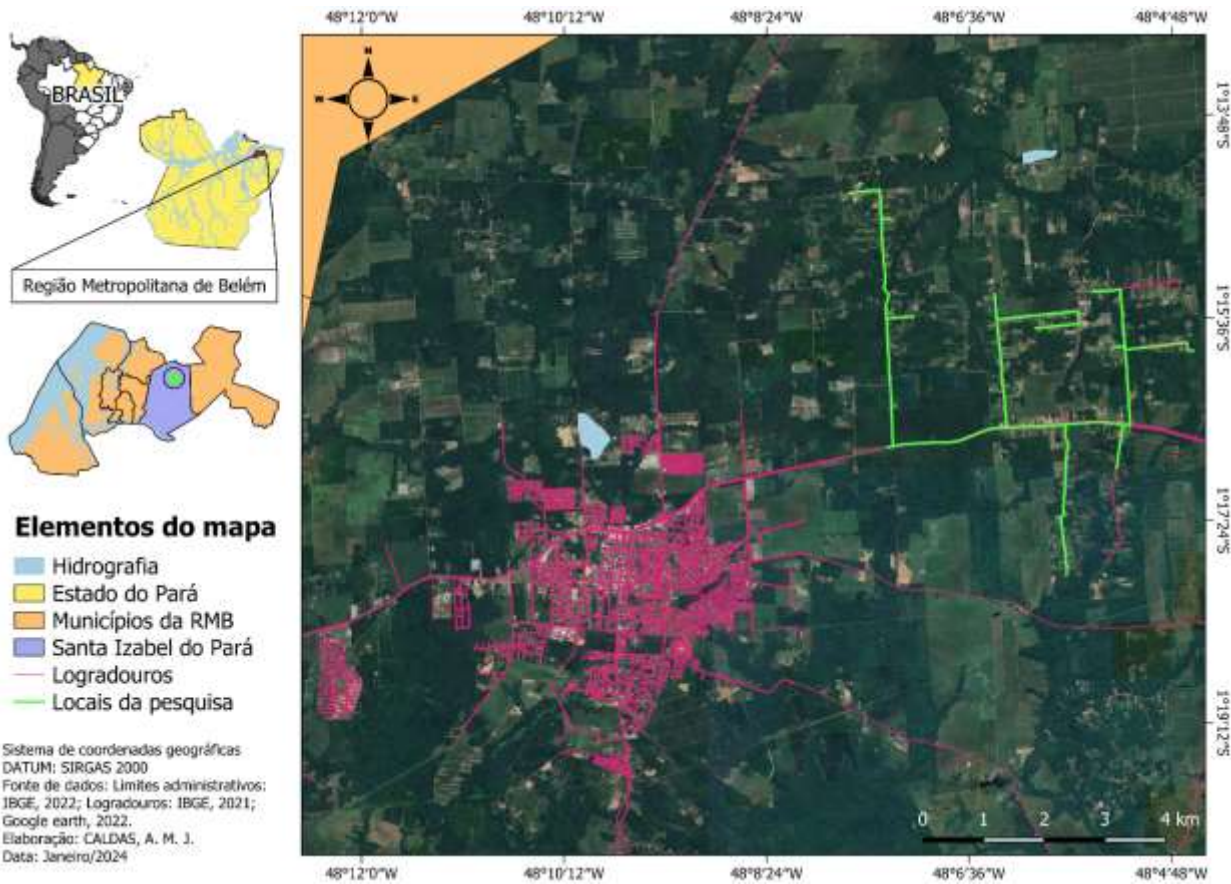 48°12'0"W 48°10'12"W 48°8'24"W 48°6'36"W 48°4'48"W
BRASIL
Região Metropolitana de Belém
N
W E
1°13'48"S
1°15'36"S
1°17'24"S
1°19'12"S
Elementos do mapa
Hidrografia
Estado do Pará
Municípios da RMB
Santa Izabel do Pará
Logradouros
Locais da pesquisa
Sistema de coordenadas geográficas
DATUM: SIRGAS 2000
Fonte de dados: Limites administrativos:
IBGE, 2022; Logradouros: IBGE, 2021;
Google earth, 2022.
Elaboração: CALDAS, A. M. J.
Data: Janeiro/2024
0 1 2 3 4 km
48°12'0"W 48°10'12"W 48°8'24"W 48°6'36"W 48°4'48"W